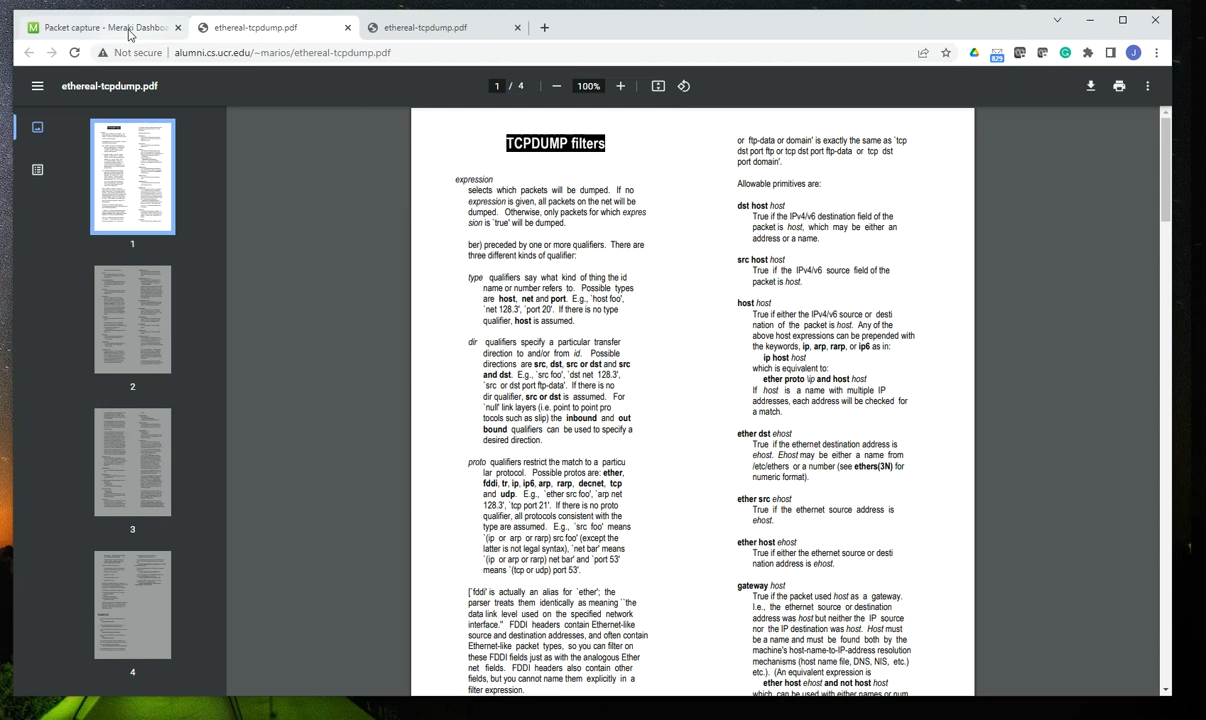 Packet capture - Meraki Dashboa
ethereal-tcpdump.pdf
ethereal-tcpdump.pdf
Not secure
alumni.cs.ucr.edu/~marios/ethereal-tcpdump.pdf
829
J
ethereal-tcpdump.pdf
1 / 4
100%
1
2
3
4
TCPDUMP filters
expression
selects which packets will be dumped. If no
expression is given, all packets on the net will be
dumped. Otherwise, only packets for which expres
sion is `true' will be dumped.
ber) preceded by one or more qualifiers. There are
three different kinds of qualifier:
type qualifiers say what kind of thing the id
name or number refers to. Possible types
are host, net and port. E.g., `host foo',
`net 128.3', `port 20'. If there is no type
qualifier, host is assumed.
dir qualifiers specify a particular transfer
direction to and/or from id. Possible
directions are src, dst, src or dst and src
and dst. E.g., `src foo', `dst net 128.3',
`src or dst port ftp-data'. If there is no
dir qualifier, src or dst is assumed. For
`null' link layers (i.e. point to point pro
tocols such as slip) the inbound and out
bound qualifiers can be used to specify a
desired direction.
proto qualifiers restrict the match to a particu
lar protocol. Possible protos are: ether,
fddi, tr, ip, ip6, arp, rarp, decnet, tcp
and udp. E.g., `ether src foo', `arp net
128.3', `tcp port 21'. If there is no proto
qualifier, all protocols consistent with the
type are assumed. E.g., `src foo' means
`(ip or arp or rarp) src foo' (except the
latter is not legal syntax), `net bar' means
`(ip or arp or rarp) net bar' and `port 53'
means `(tcp or udp) port 53'.
[`fddi' is actually an alias for `ether'; the
parser treats them identically as meaning ``the
data link level used on the specified network
interface.'' FDDI headers contain Ethernet-like
source and destination addresses, and often contain
Ethernet-like packet types, so you can filter on
these FDDI fields just as with the analogous Ether
net fields. FDDI headers also contain other
fields, but you cannot name them explicitly in a
filter expression.
or ftp-data or domain' is exactly the same as `tcp
dst port ftp or tcp dst port ftp-data or tcp dst
port domain'.
Allowable primitives are:
dst host host
True if the IPv4/v6 destination field of the
packet is host, which may be either an
address or a name.
src host host
True if the IPv4/v6 source field of the
packet is host.
host host
True if either the IPv4/v6 source or desti
nation of the packet is host. Any of the
above host expressions can be prepended with
the keywords, ip, arp, rarp, or ip6 as in:
ip host host
which is equivalent to:
ether proto \ip and host host
If host is a name with multiple IP
addresses, each address will be checked for
a match.
ether dst ehost
True if the ethernet destination address is
ehost. Ehost may be either a name from
/etc/ethers or a number (see ethers(3N) for
numeric format).
ether src ehost
True if the ethernet source address is
ehost.
ether host ehost
True if either the ethernet source or desti
nation address is ehost.
gateway host
True if the packet used host as a gateway.
I.e., the ethernet source or destination
address was host but neither the IP source
nor the IP destination was host. Host must
be a name and must be found both by the
machine's host-name-to-IP-address resolution
mechanisms (host name file, DNS, NIS, etc.)
etc.). (An equivalent expression is
ether host ehost and not host host
which can be used with either names or num